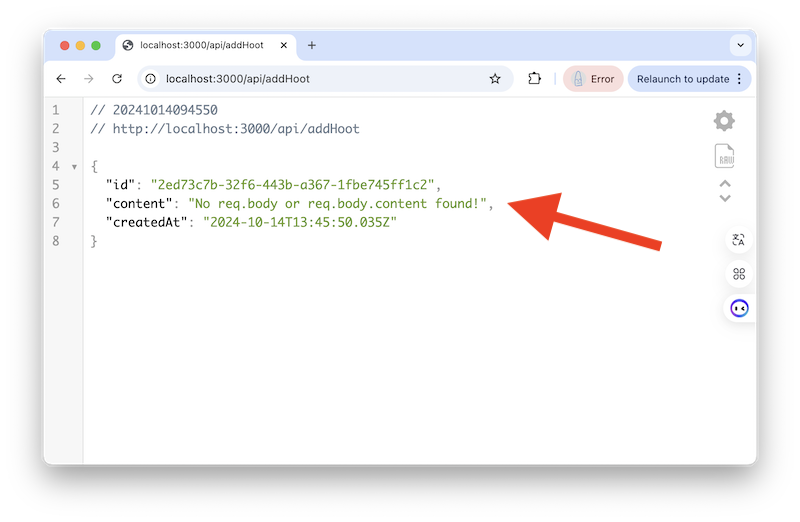 localhost:3000/api/addHoot
localhost:3000/api/addHoot
Error
Relaunch to update
1 // 20241014094550
2 // http://localhost:3000/api/addHoot
3
4 {
5 "id": "2ed73c7b-32f6-443b-a367-1fbe745ff1c2",
6 "content": "No req.body or req.body.content found!",
7 "createdAt": "2024-10-14T13:45:50.035Z"
8 }
RAW